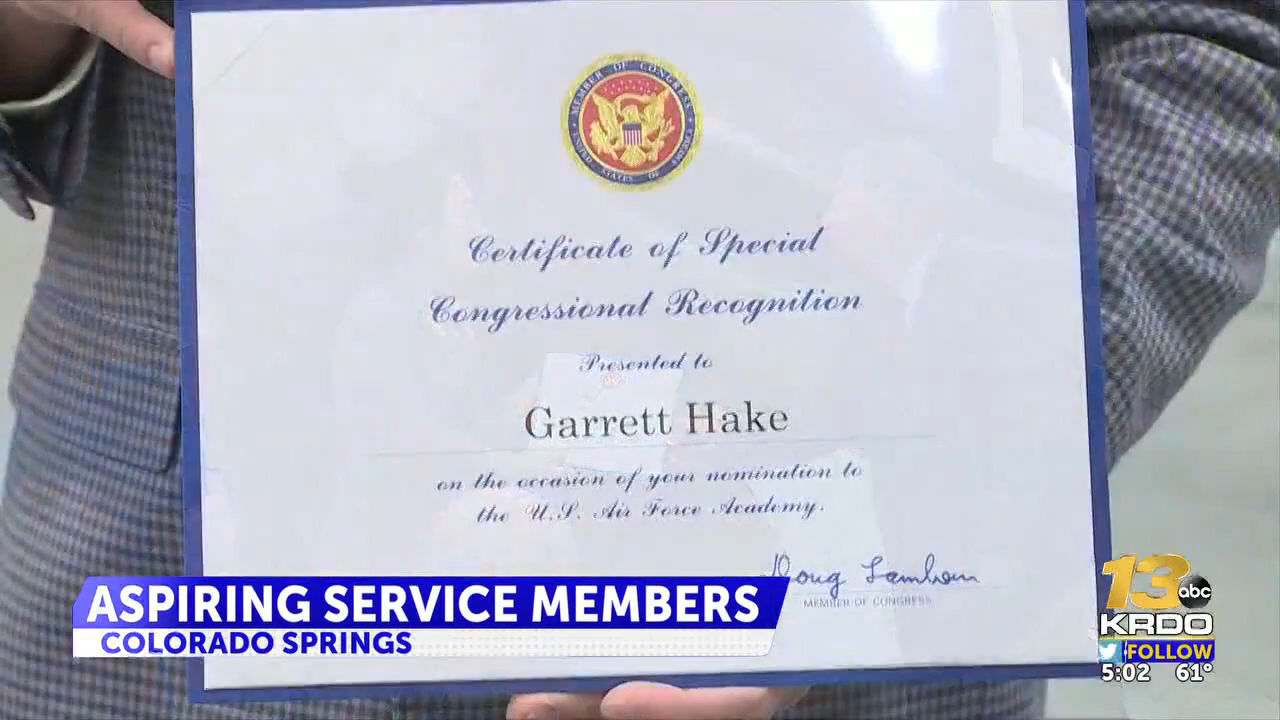 MEMBER OF CONGRESS
UNITED STATES OF AMERICA
Certificate of Special
Congressional Recognition
Presented to
Garrett Hake
on the occasion of your nomination to
the U.S. Air Force Academy.
Doug Lamborn
MEMBER OF CONGRESS
ASPIRING SERVICE MEMBERS
COLORADO SPRINGS
13 abc
KRDO
FOLLOW
5:02 61°